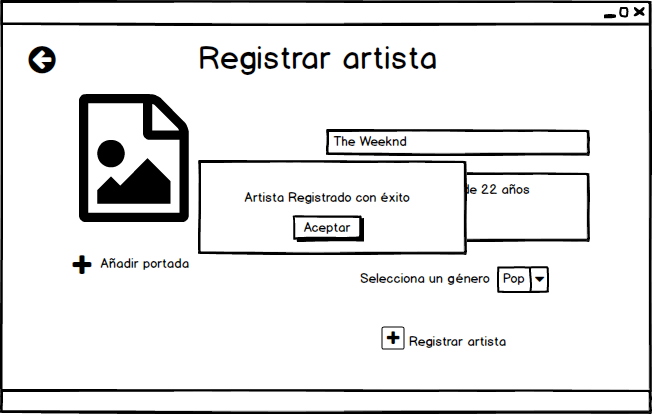 Registrar artista
The Weeknd
de 22 años
Artista Registrado con éxito
Aceptar
Añadir portada
Selecciona un género Pop
Registrar artista